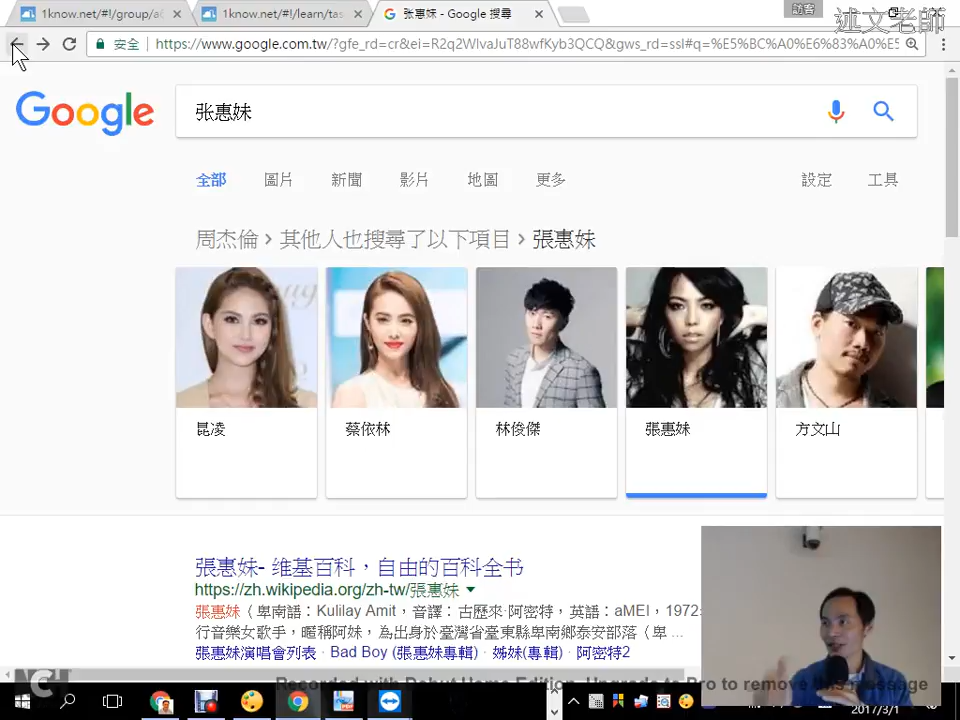 1know.net/#!/group/a
1know.net/#!/learn/tas
張惠妹 - Google 搜尋
訪客
述文老師
安全
https://www.google.com.tw/?gfe_rd=cr&ei=R2q2WIvaJuT88wfKyb3QCQ&gws_rd=ssl#q=%E5%BC%A0%E6%83%A0%E5
Google
张惠妹
全部
圖片
新聞
影片
地圖
更多
設定
工具
周杰倫 > 其他人也搜尋了以下項目 > 張惠妹
昆凌
蔡依林
林俊傑
張惠妹
方文山
張惠妹- 维基百科，自由的百科全书
https://zh.wikipedia.org/zh-tw/張惠妹
張惠妹（卑南語：Kulilay Amit，音譯：古歷來·阿密特，英語：aMEI，1972
行音樂女歌手，暱稱阿妹，為出身於臺灣省臺東縣卑南鄉泰安部落（卑 ...
張惠妹演唱會列表 · Bad Boy (張惠妹專輯) · 姊妹(專輯) · 阿密特2
Recorded with Debut Home Edition. Upgrade to Pro to remove this message
2017/3/1